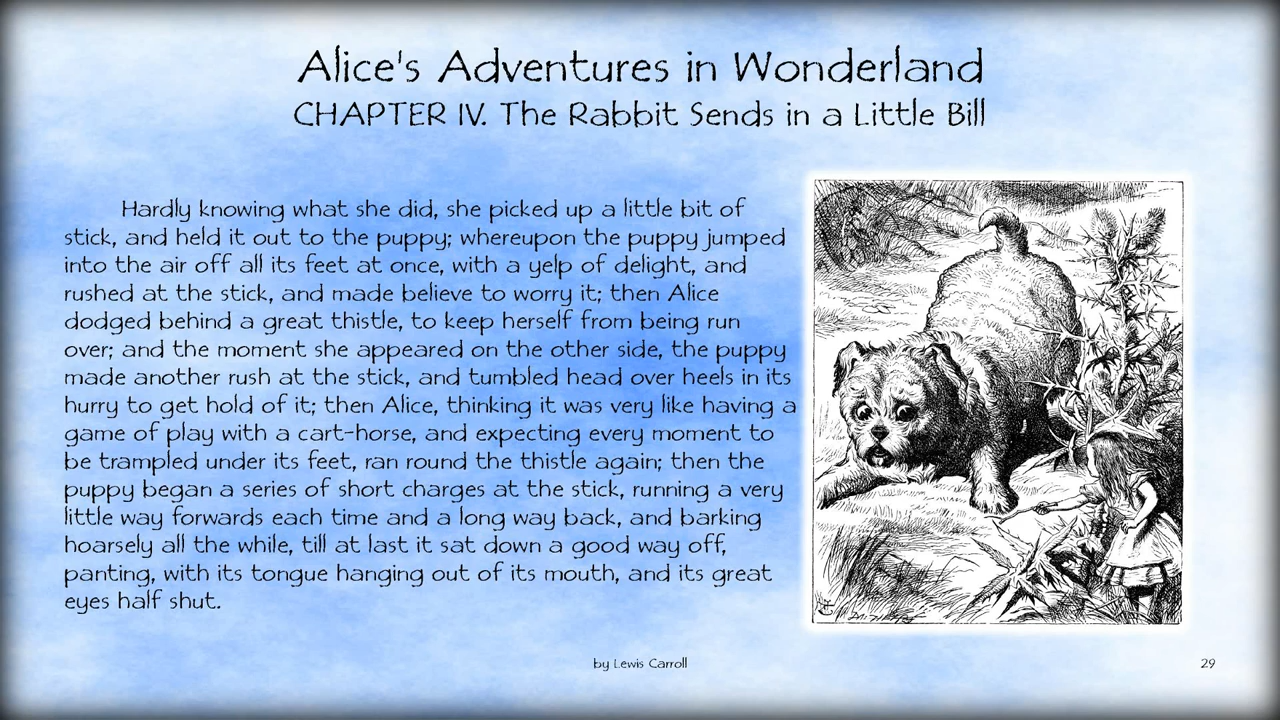 Alice's Adventures in Wonderland
CHAPTER IV. The Rabbit Sends in a Little Bill
Hardly knowing what she did, she picked up a little bit of
stick, and held it out to the puppy; whereupon the puppy jumped
into the air off all its feet at once, with a yelp of delight, and
rushed at the stick, and made believe to worry it; then Alice
dodged behind a great thistle, to keep herself from being run
over; and the moment she appeared on the other side, the puppy
made another rush at the stick, and tumbled head over heels in its
hurry to get hold of it; then Alice, thinking it was very like having a
game of play with a cart-horse, and expecting every moment to
be trampled under its feet, ran round the thistle again; then the
puppy began a series of short charges at the stick, running a very
little way forwards each time and a long way back, and barking
hoarsely all the while, till at last it sat down a good way off,
panting, with its tongue hanging out of its mouth, and its great
eyes half shut.
by Lewis Carroll
29